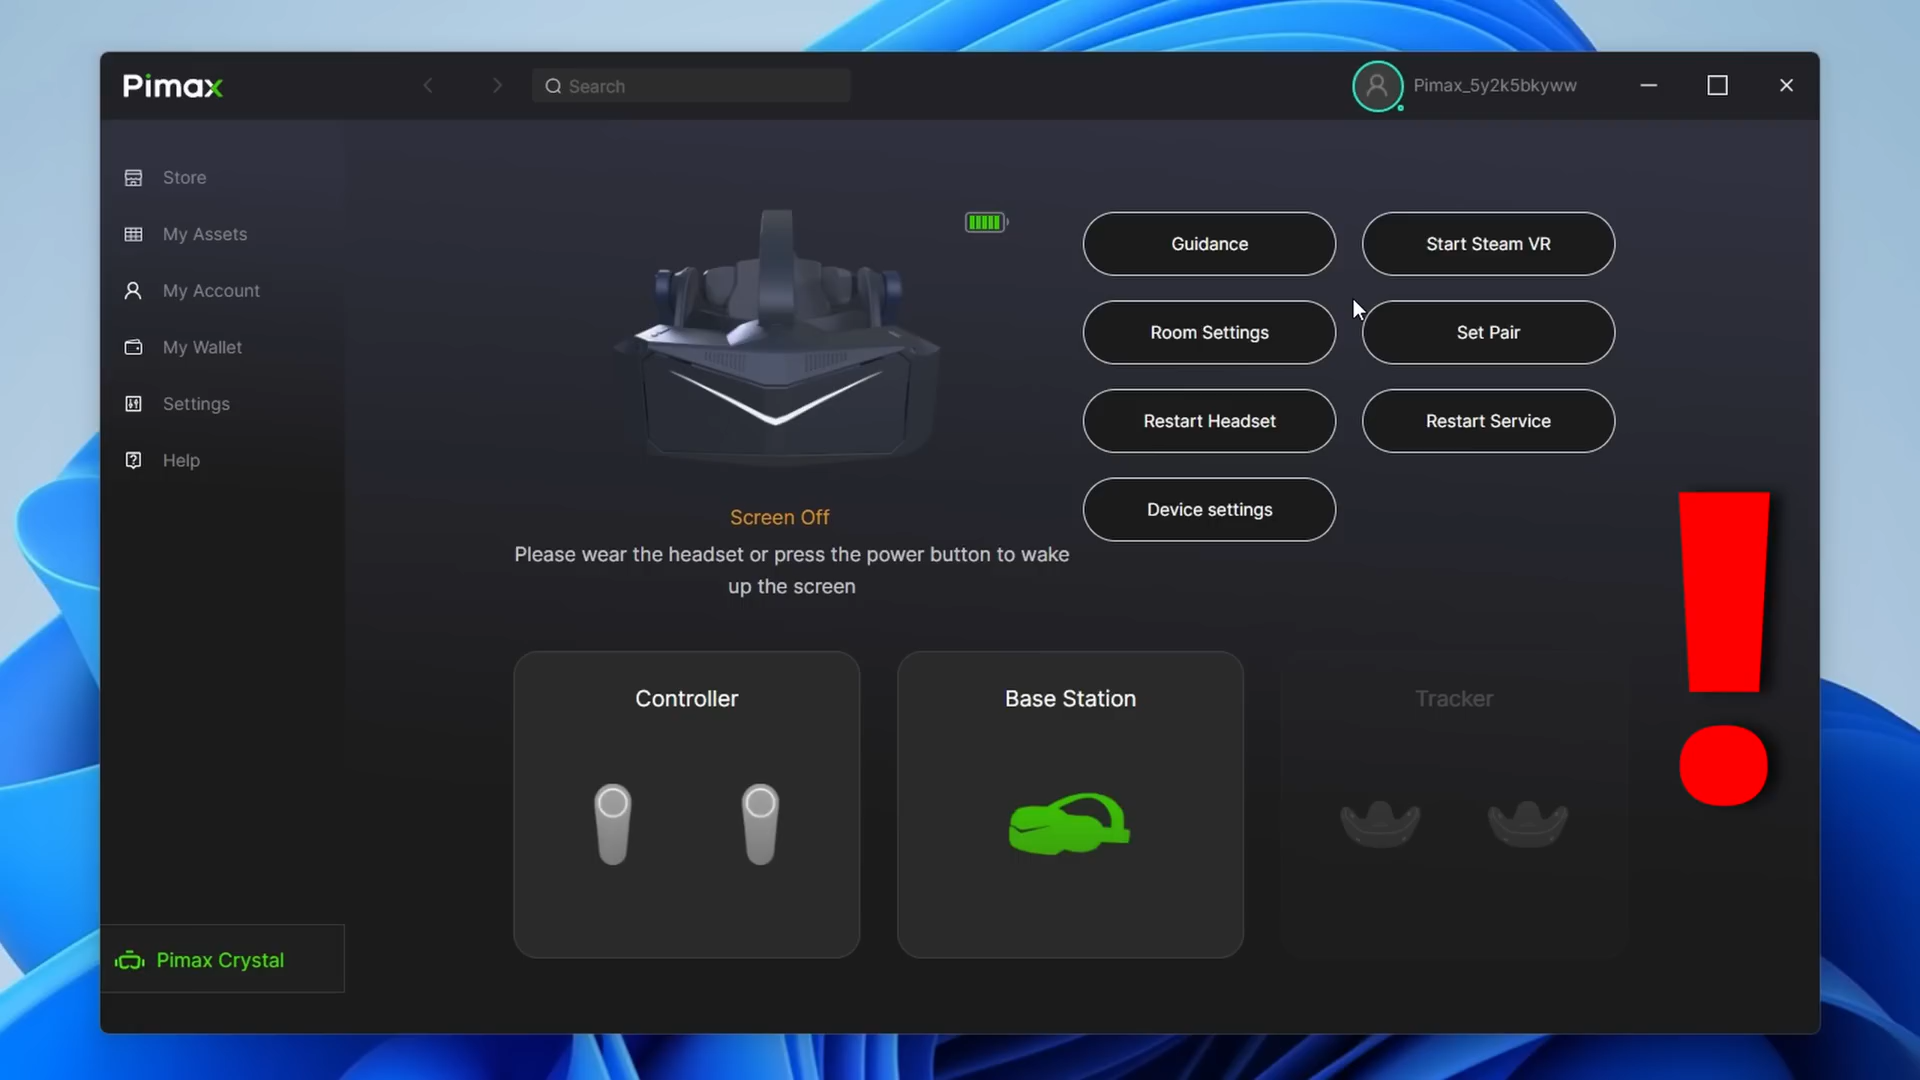 Pimax
Search
Pimax_5y2k5bkyww
Store
My Assets
My Account
My Wallet
Settings
Help
Guidance
Start Steam VR
Room Settings
Set Pair
Restart Headset
Restart Service
Device settings
Screen Off
Please wear the headset or press the power button to wake
up the screen
Controller
Base Station
Tracker
!
Pimax Crystal